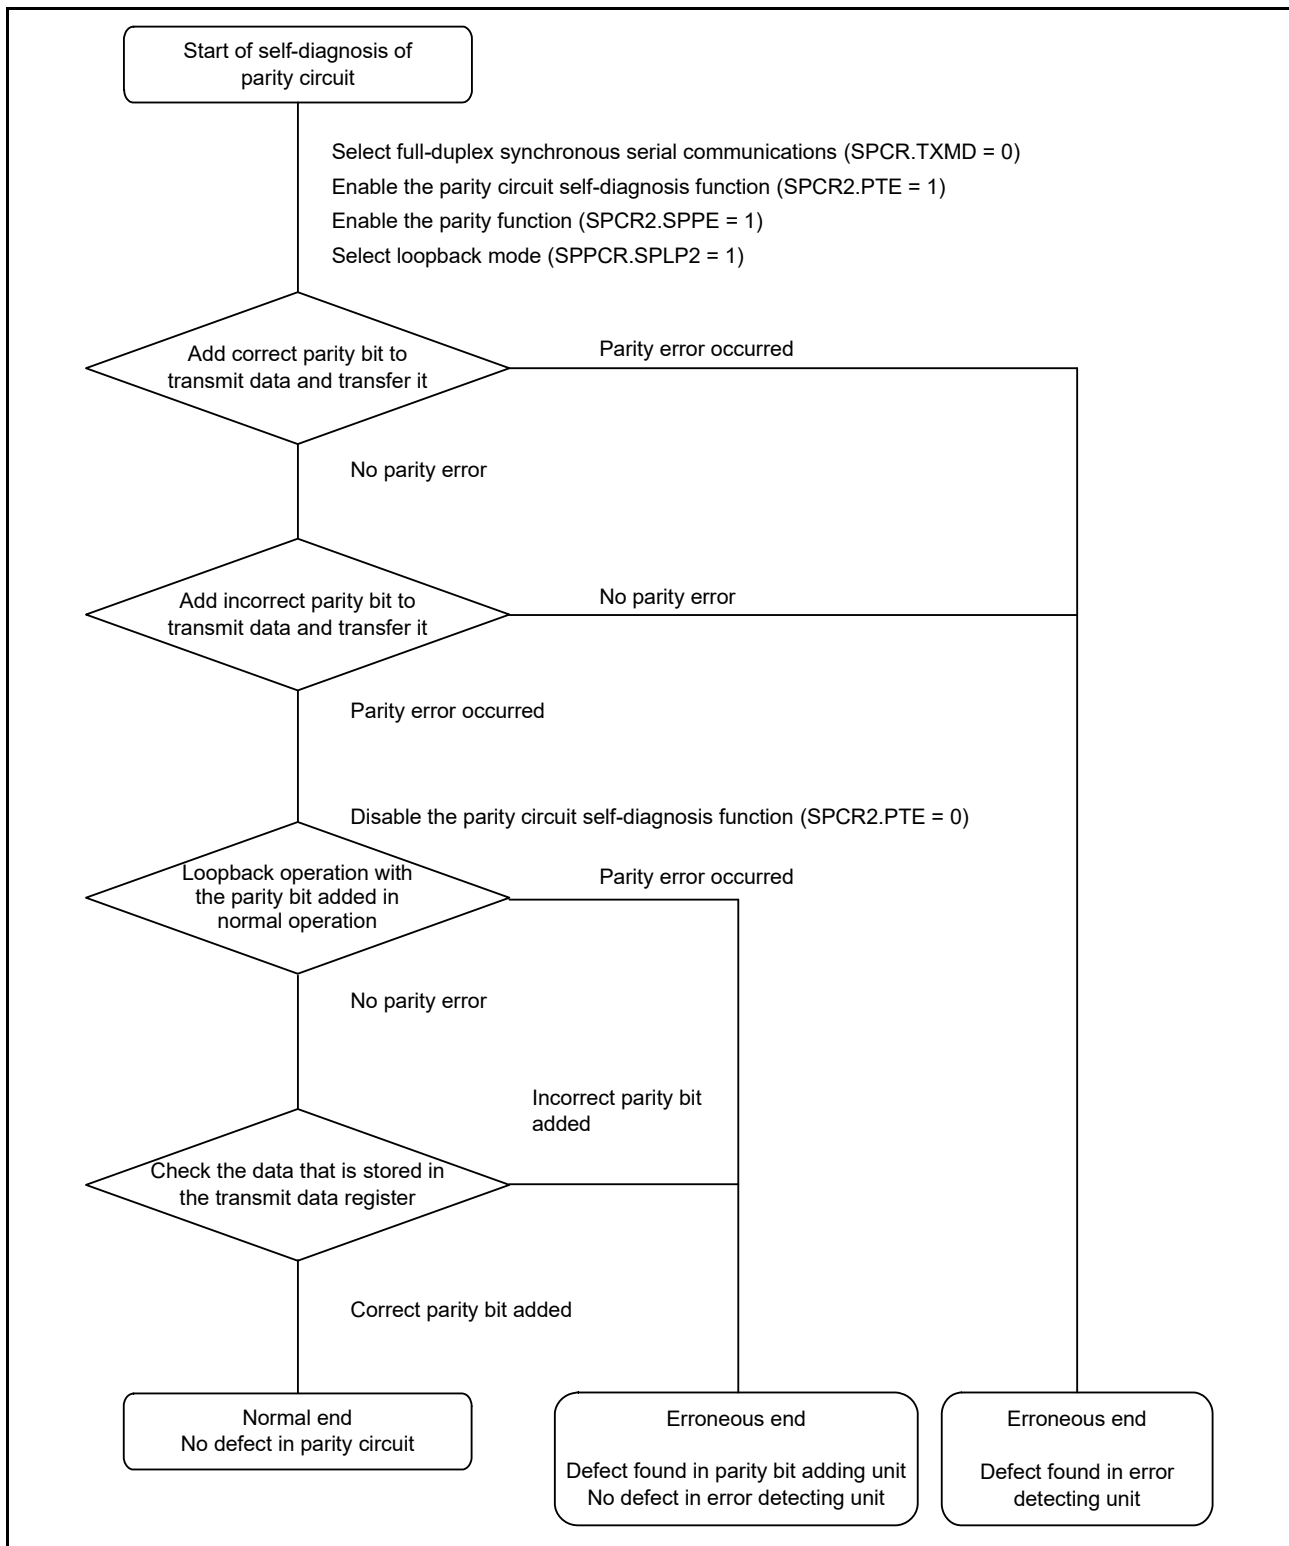 Start of self-diagnosis of
parity circuit
Select full-duplex synchronous serial communications (SPCR.TXMD = 0)
Enable the parity circuit self-diagnosis function (SPCR2.PTE = 1)
Enable the parity function (SPCR2.SPPE = 1)
Select loopback mode (SPPCR.SPLP2 = 1)
Add correct parity bit to
transmit data and transfer it
Parity error occurred
No parity error
Add incorrect parity bit to
transmit data and transfer it
No parity error
Parity error occurred
Disable the parity circuit self-diagnosis function (SPCR2.PTE = 0)
Loopback operation with
the parity bit added in
normal operation
Parity error occurred
No parity error
Incorrect parity bit
added
Check the data that is stored in
the transmit data register
Correct parity bit added
Normal end
No defect in parity circuit
Erroneous end
Defect found in parity bit adding unit
No defect in error detecting unit
Erroneous end
Defect found in error
detecting unit